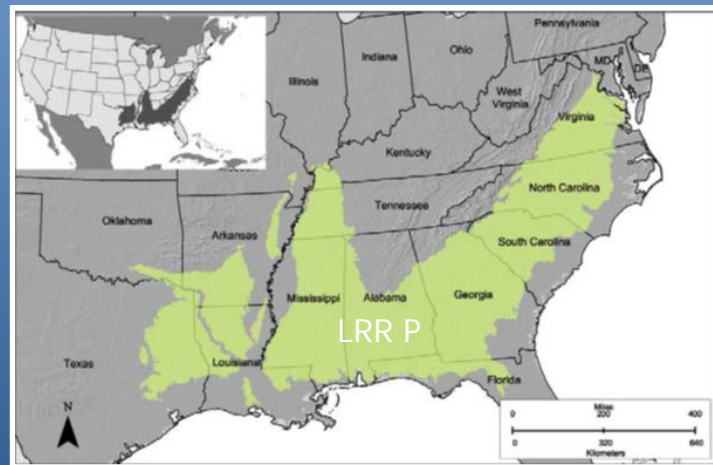 Pennsylvania
Ohio
Indiana
Illinois
MD
DE
West
Virginia
Virginia
Kentucky
North Carolina
Tennessee
Oklahoma
Arkansas
South Carolina
Mississippi
Alabama
Georgia
LRR P
Texas
Louisiana
Florida
N
Miles
0 200 400
0 320 640
Kilometers